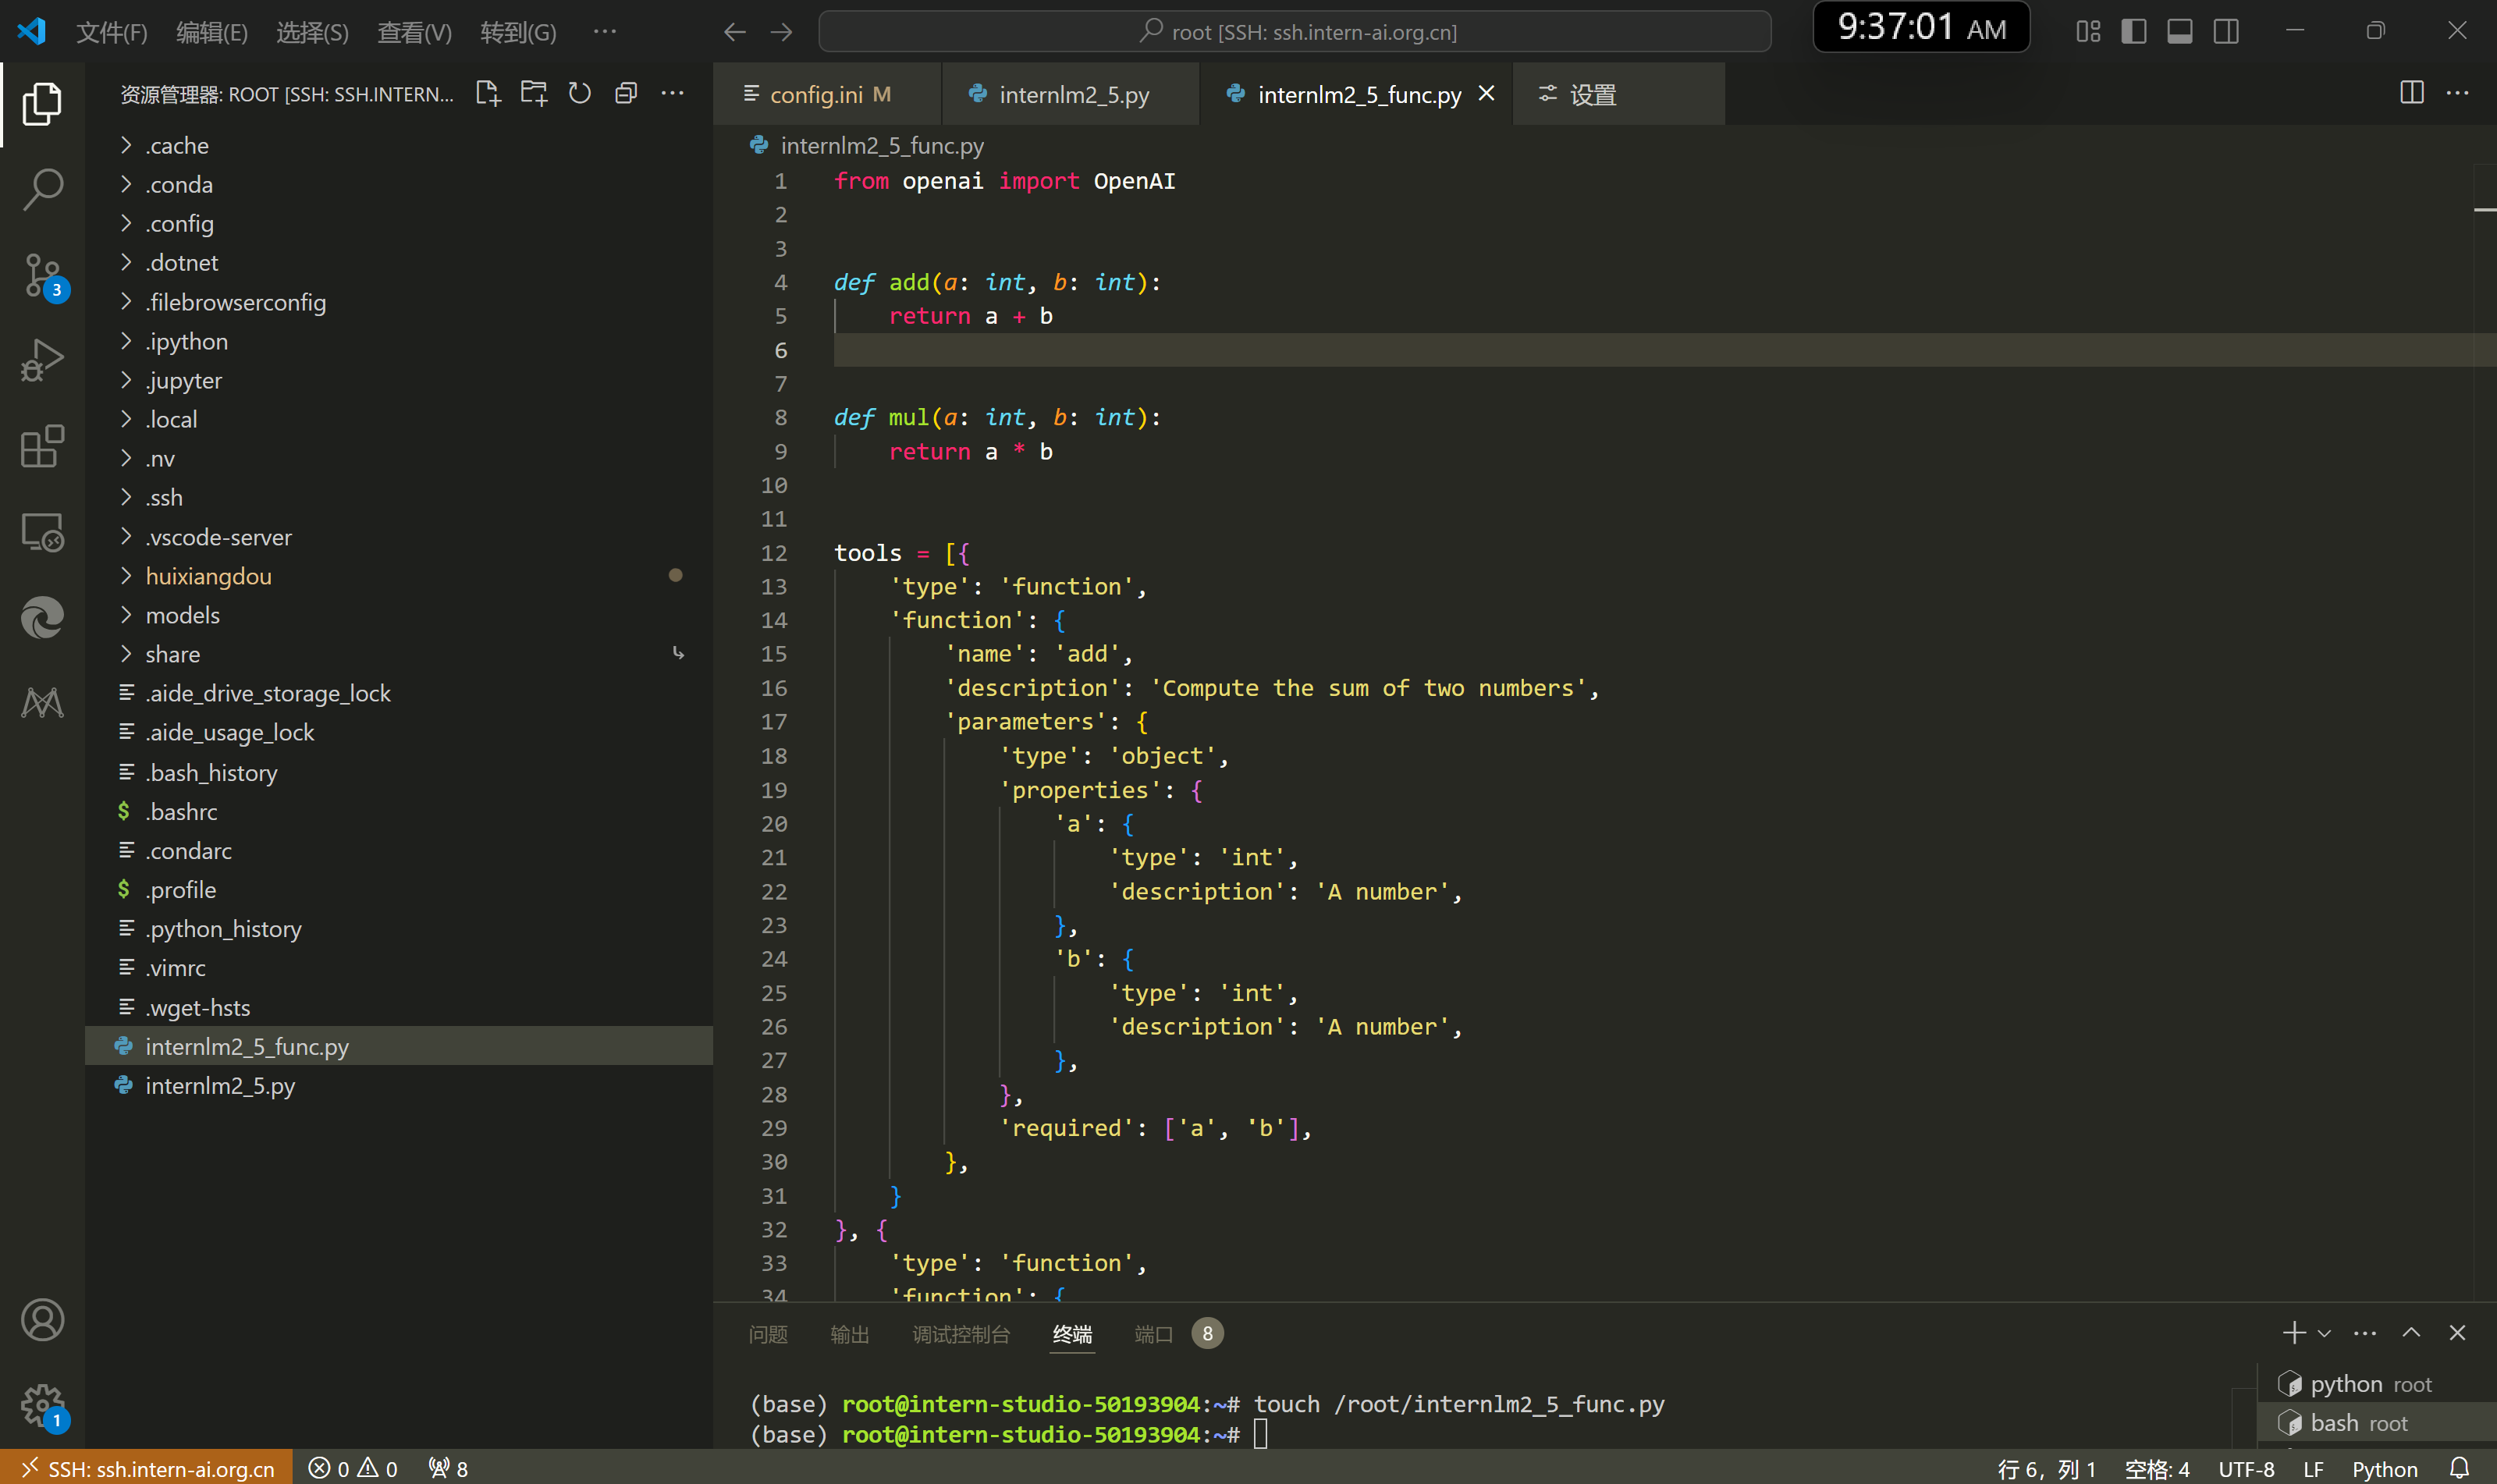 文件(F) 编辑(E) 选择(S) 查看(V) 转到(G) ··· root [SSH: ssh.intern-ai.org.cn] 9:37:01 AM
资源管理器: ROOT [SSH: SSH.INTERN...
.cache
.conda
.config
.dotnet
.filebrowserconfig
.ipython
.jupyter
.local
.nv
.ssh
.vscode-server
huixiangdou
models
share
.aide_drive_storage_lock
.aide_usage_lock
.bash_history
$ .bashrc
.condarc
$ .profile
.python_history
.vimrc
.wget-hsts
internlm2_5_func.py
internlm2_5.py
3
1
config.ini M internlm2_5.py internlm2_5_func.py 设置
internlm2_5_func.py
1 from openai import OpenAI
2
3
4 def add(a: int, b: int):
5 return a + b
6
7
8 def mul(a: int, b: int):
9 return a * b
10
11
12 tools = [{
13 'type': 'function',
14 'function': {
15 'name': 'add',
16 'description': 'Compute the sum of two numbers',
17 'parameters': {
18 'type': 'object',
19 'properties': {
20 'a': {
21 'type': 'int',
22 'description': 'A number',
23 },
24 'b': {
25 'type': 'int',
26 'description': 'A number',
27 },
28 },
29 'required': ['a', 'b'],
30 },
31 }
32 }, {
33 'type': 'function',
34 'function': {
问题 输出 调试控制台 终端 端口 8
(base) root@intern-studio-50193904:~# touch /root/internlm2_5_func.py
(base) root@intern-studio-50193904:~#
python root
bash root
SSH: ssh.intern-ai.org.cn 0 0 8 行 6，列 1 空格: 4 UTF-8 LF Python